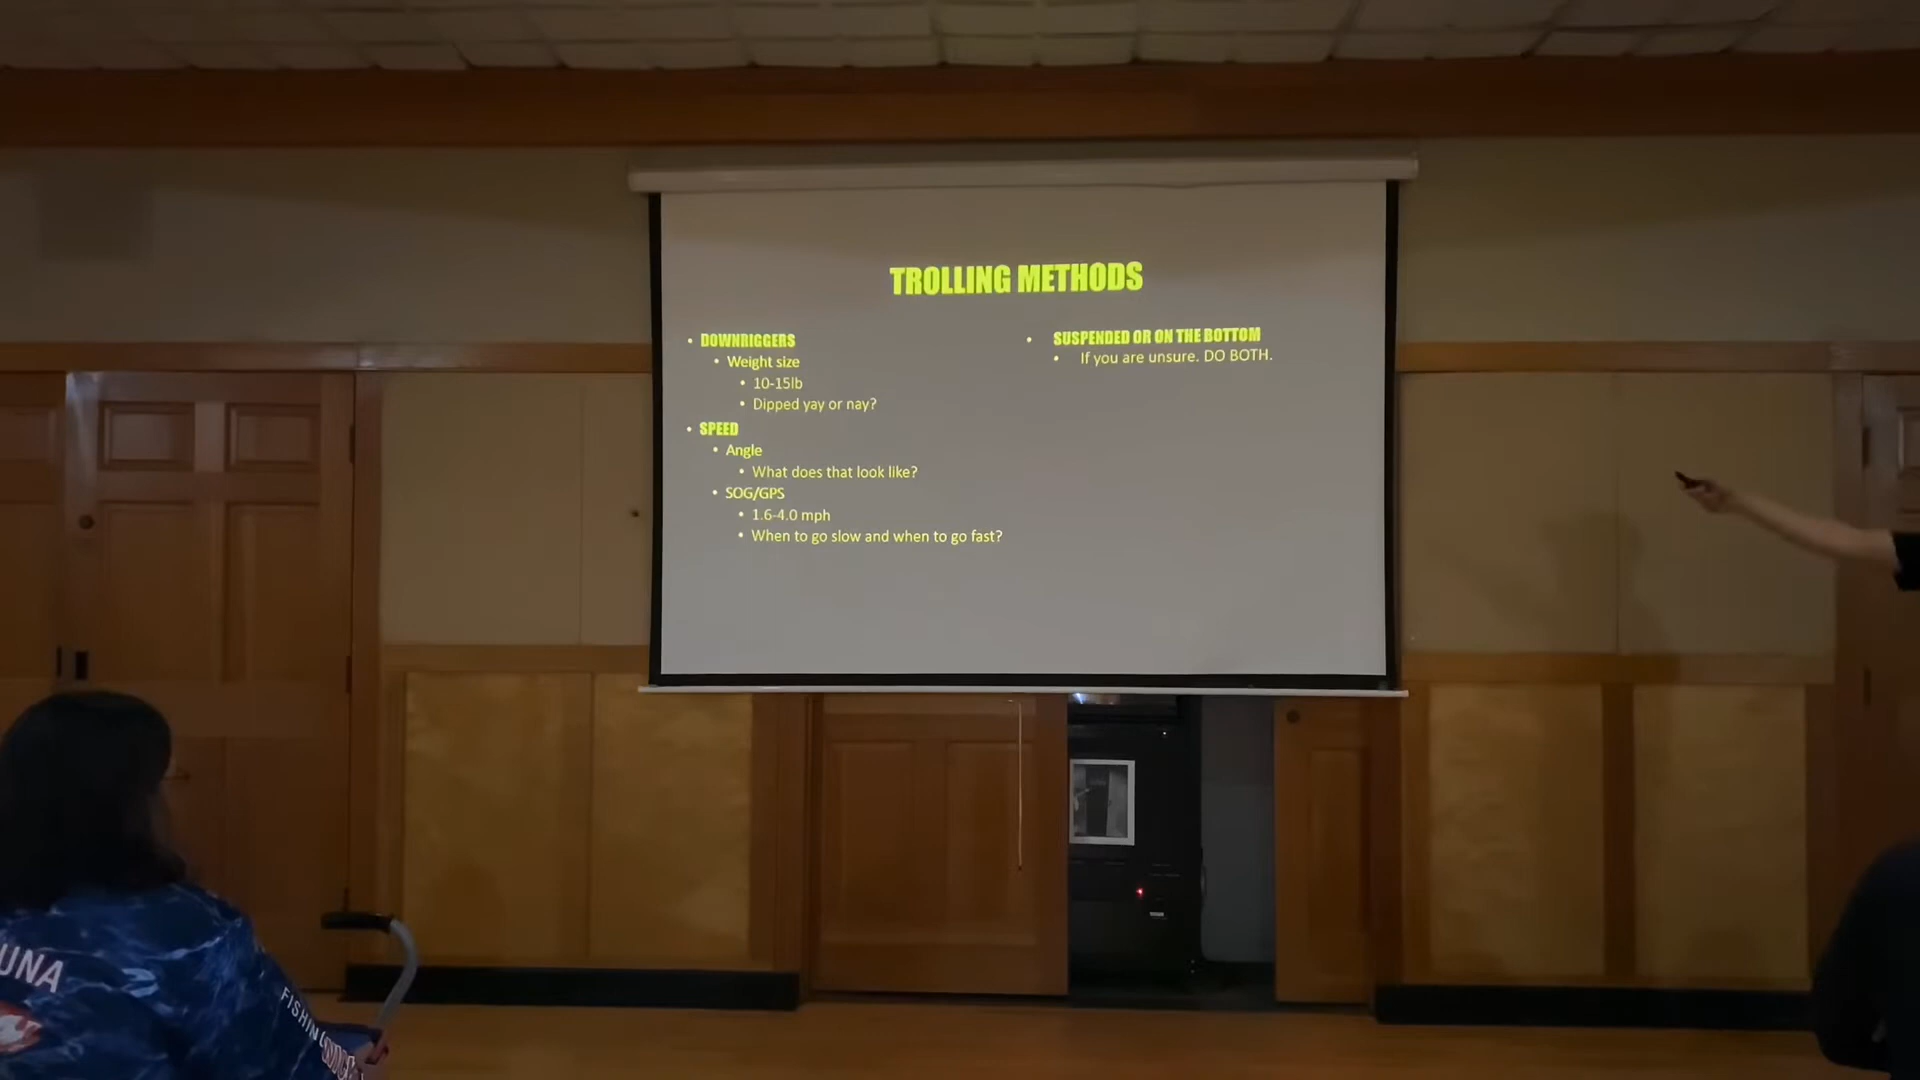 TROLLING METHODS
• DOWNRIGGERS
• Weight size
• 10-15lb
• Dipped yay or nay?
• SPEED
• Angle
• What does that look like?
• SOG/GPS
• 1.6-4.0 mph
• When to go slow and when to go fast?
• SUSPENDED OR ON THE BOTTOM
• If you are unsure. DO BOTH.
UNA
FISHIN